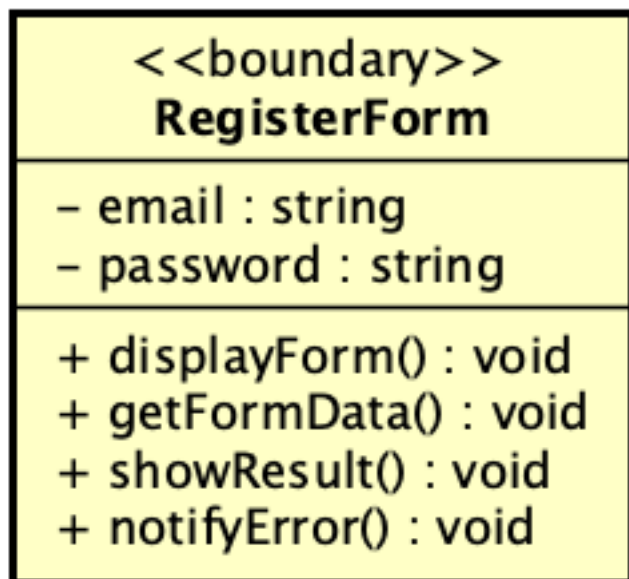 <<boundary>>
RegisterForm
– email : string
– password : string
+ displayForm() : void
+ getFormData() : void
+ showResult() : void
+ notifyError() : void